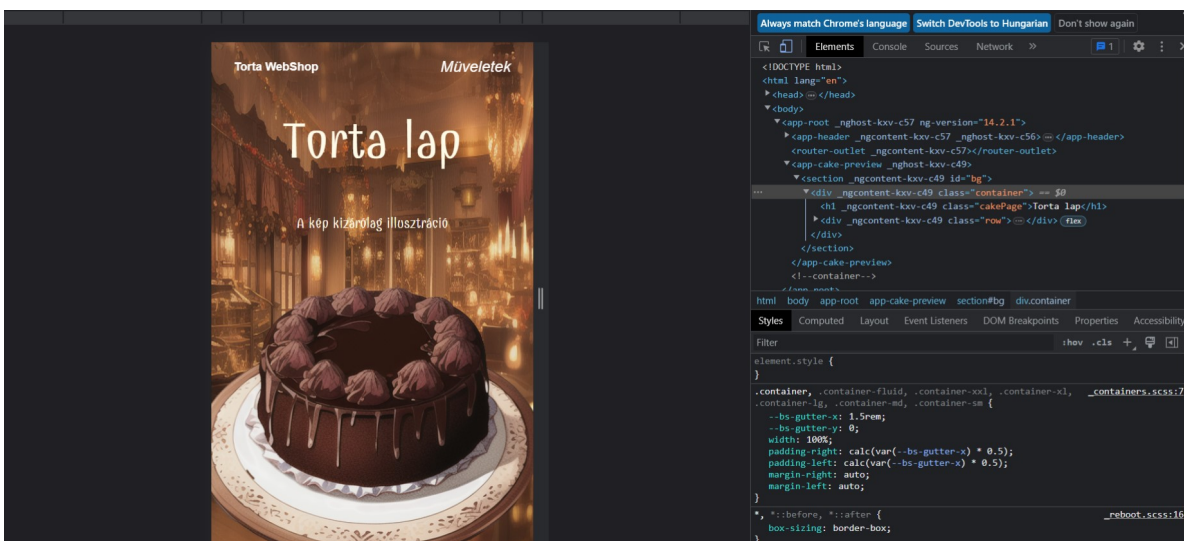 Torta WebShop
Müveletek
Torta lap
A kép kizárólag illusztráció
Always match Chrome's language Switch DevTools to Hungarian Don't show again
Elements Console Sources Network » 1
<!DOCTYPE html>
<html lang="en">
<head> ⋯ </head>
<body>
<app-root _nghost-kxv-c57 ng-version="14.2.1">
<app-header _ngcontent-kxv-c57 _nghost-kxv-c56> ⋯ </app-header>
<router-outlet _ngcontent-kxv-c57></router-outlet>
<app-cake-preview _nghost-kxv-c49>
<section _ngcontent-kxv-c49 id="bg">
⋯ <div _ngcontent-kxv-c49 class="container"> == $0
<h1 _ngcontent-kxv-c49 class="cakePage">Torta lap</h1>
<div _ngcontent-kxv-c49 class="row"> ⋯ </div> flex
</div>
</section>
</app-cake-preview>
<!--container-->
</app-root>
html body app-root app-cake-preview section#bg div.container
Styles Computed Layout Event Listeners DOM Breakpoints Properties Accessibility
Filter :hov .cls +
element.style {
}
.container, .container-fluid, .container-xxl, .container-xl, _containers.scss:7
.container-lg, .container-md, .container-sm {
--bs-gutter-x: 1.5rem;
--bs-gutter-y: 0;
width: 100%;
padding-right: calc(var(--bs-gutter-x) * 0.5);
padding-left: calc(var(--bs-gutter-x) * 0.5);
margin-right: auto;
margin-left: auto;
}
*, *::before, *::after { _reboot.scss:16
box-sizing: border-box;
}